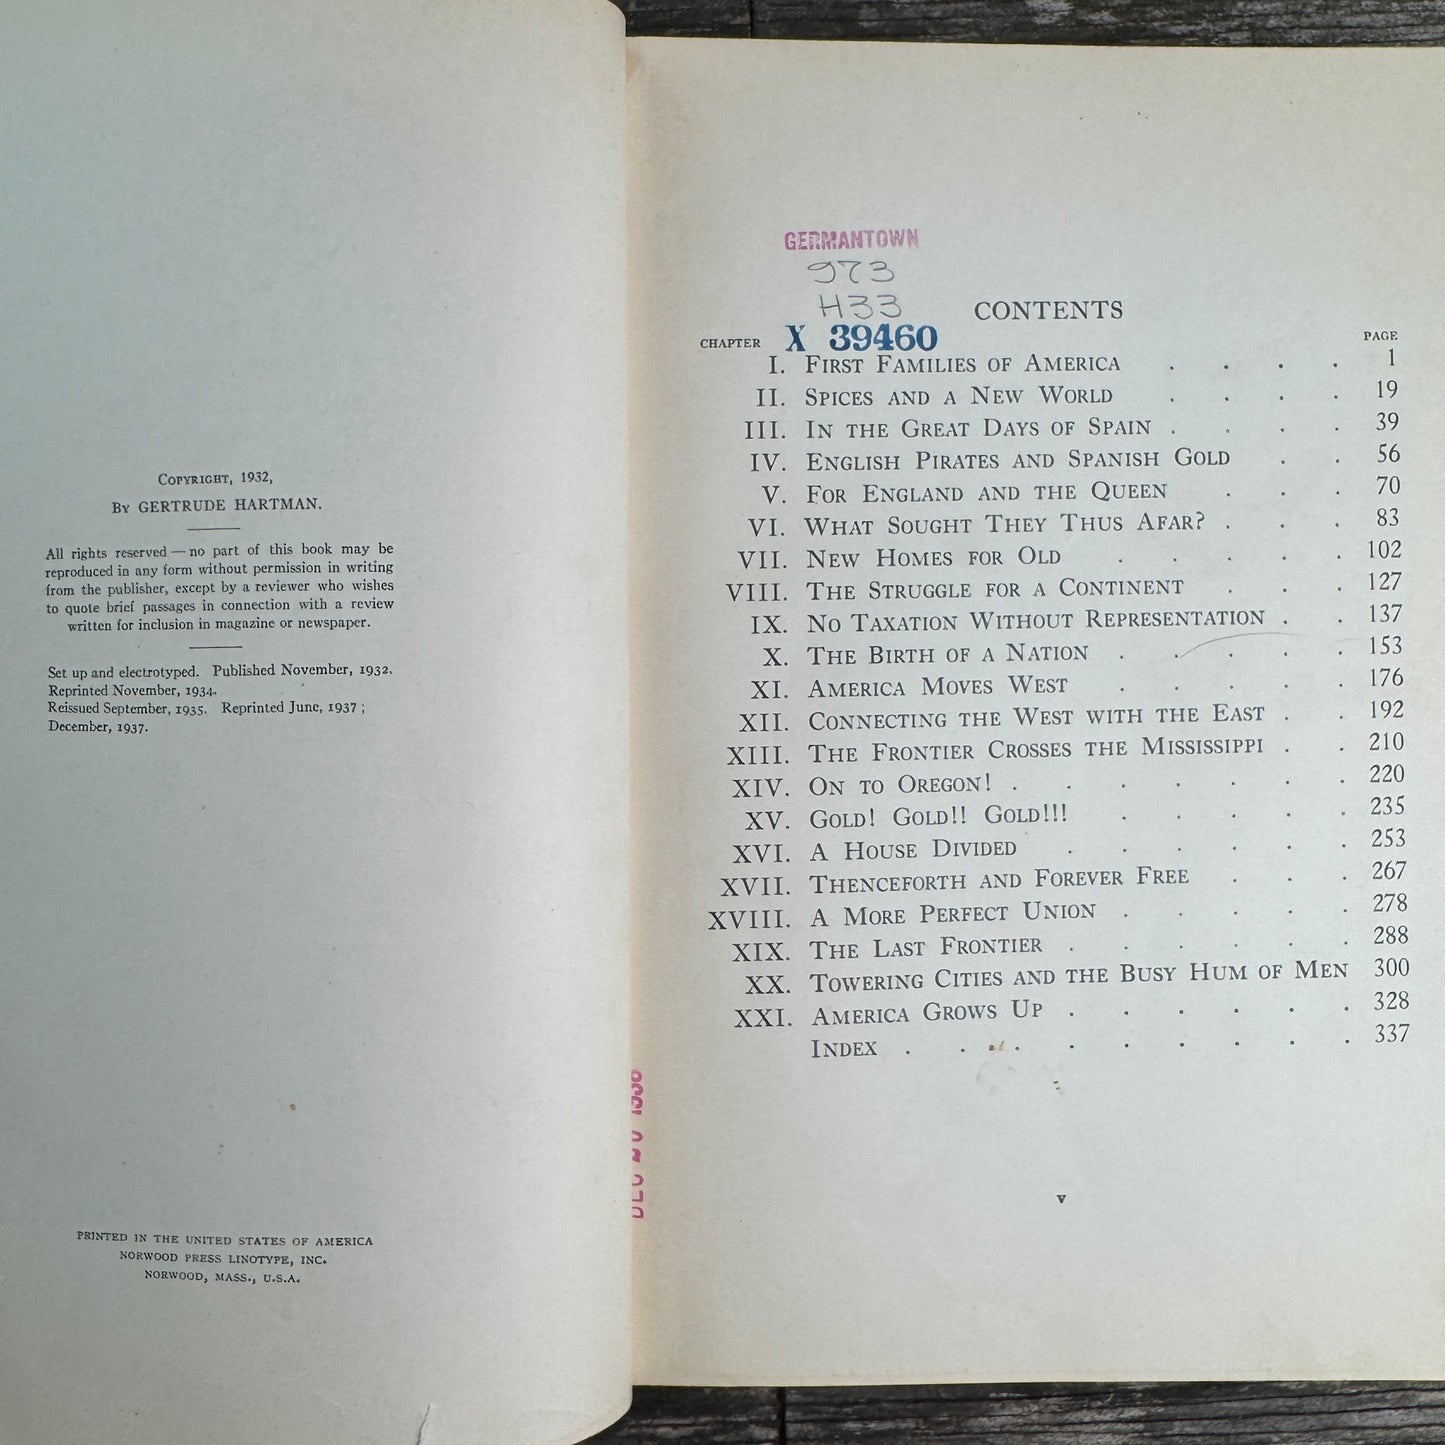 Copyright, 1932,
By GERTRUDE HARTMAN.
All rights reserved — no part of this book may be
reproduced in any form without permission in writing
from the publisher, except by a reviewer who wishes
to quote brief passages in connection with a review
written for inclusion in magazine or newspaper.
Set up and electrotyped. Published November, 1932.
Reprinted November, 1934.
Reissued September, 1935. Reprinted June, 1937;
December, 1937.
PRINTED IN THE UNITED STATES OF AMERICA
NORWOOD PRESS LINOTYPE, INC.
NORWOOD, MASS., U.S.A.
GERMANTOWN
973
H33
X 39460
CONTENTS
CHAPTER PAGE
I. First Families of America . . . . 1
II. Spices and a New World . . . . 19
III. In the Great Days of Spain . . . . 39
IV. English Pirates and Spanish Gold . . 56
V. For England and the Queen . . . 70
VI. What Sought They Thus Afar? . . . 83
VII. New Homes for Old . . . . . 102
VIII. The Struggle for a Continent . . . 127
IX. No Taxation Without Representation . . 137
X. The Birth of a Nation . . . . . 153
XI. America Moves West . . . . . 176
XII. Connecting the West with the East . . 192
XIII. The Frontier Crosses the Mississippi . . 210
XIV. On to Oregon! . . . . . . . 220
XV. Gold! Gold!! Gold!!! . . . . . 235
XVI. A House Divided . . . . . . 253
XVII. Thenceforth and Forever Free . . . 267
XVIII. A More Perfect Union . . . . . 278
XIX. The Last Frontier . . . . . . 288
XX. Towering Cities and the Busy Hum of Men 300
XXI. America Grows Up . . . . . . 328
Index . . . . . . . . . 337
v